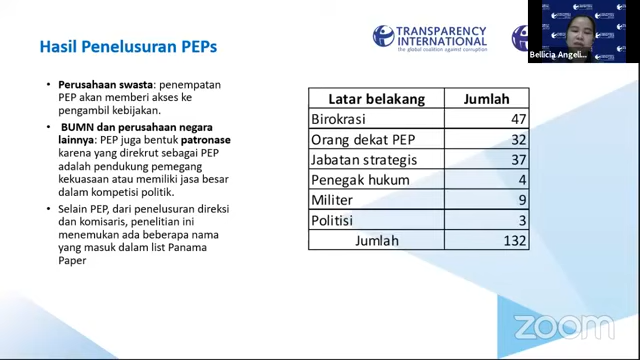 Hasil Penelusuran PEPs
TRANSPARENCY
INTERNATIONAL
the global coalition against corruption
Bellicia Angeli...
• Perusahaan swasta: penempatan
PEP akan memberi akses ke
pengambil kebijakan.
• BUMN dan perusahaan negara
lainnya: PEP juga bentuk patronase
karena yang direkrut sebagai PEP
adalah pendukung pemegang
kekuasaan atau memiliki jasa besar
dalam kompetisi politik.
• Selain PEP, dari penelusuran direksi
dan komisaris, penelitian ini
menemukan ada beberapa nama
yang masuk dalam list Panama
Paper
Latar belakang Jumlah
Birokrasi 47
Orang dekat PEP 32
Jabatan strategis 37
Penegak hukum 4
Militer 9
Politisi 3
Jumlah 132
zoom